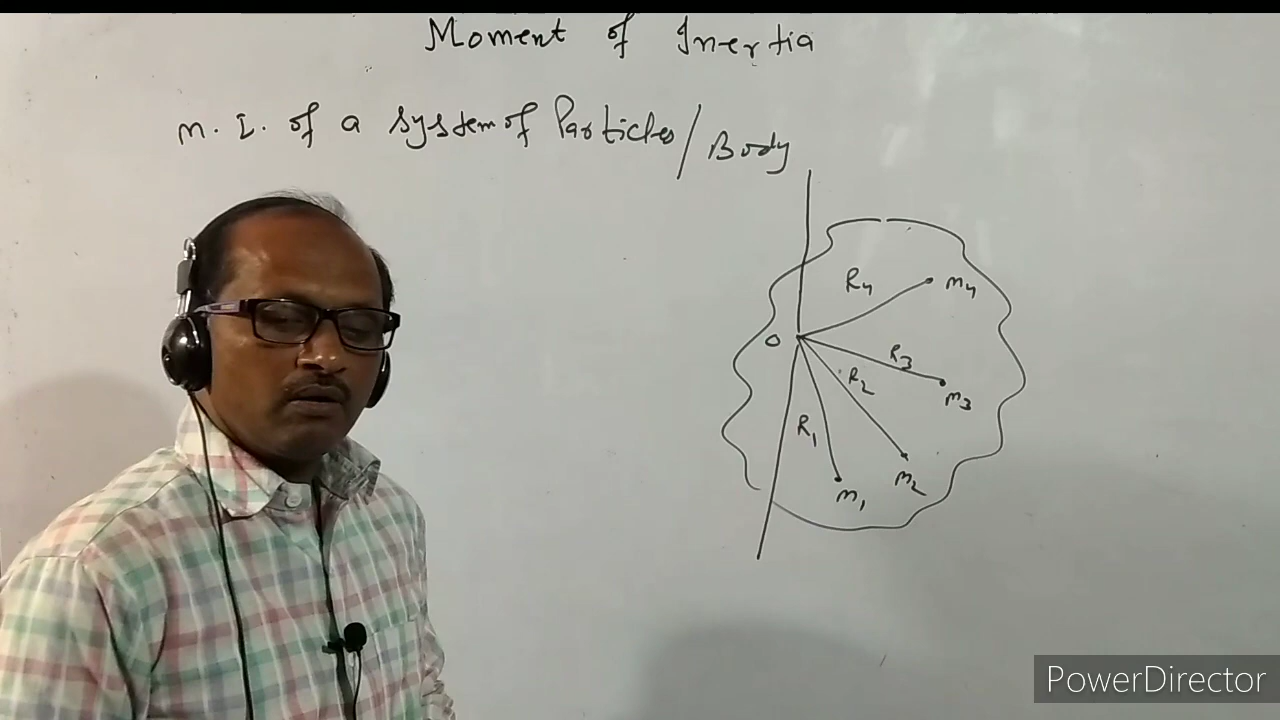 Moment of Inertia
M. I. of a system of Particles / Body
R4 m4
O
R3
R2 m3
R1
m2
m1
PowerDirector